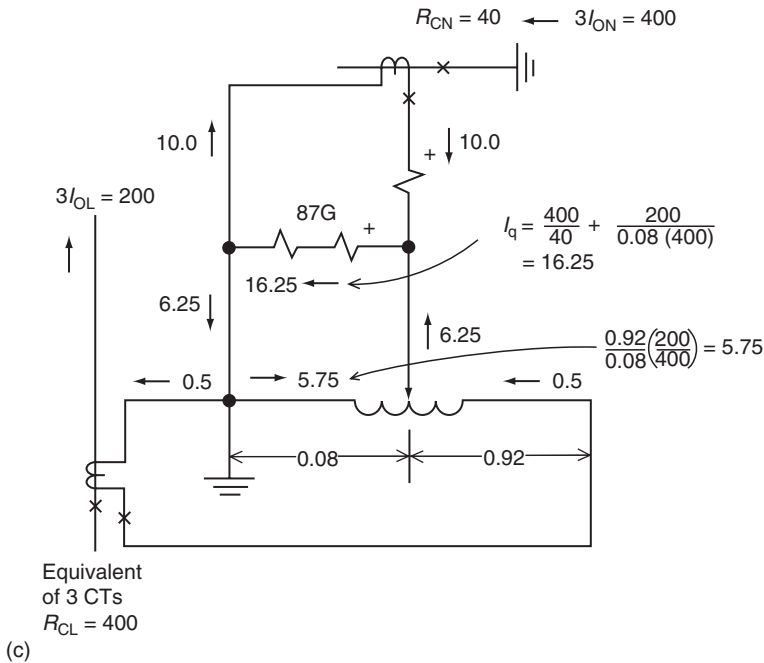 R_CN = 40 ← 3I_ON = 400
10.0
+ 10.0
3I_OL = 200
87G
+
I_q = 400/40 + 200/0.08 (400)
= 16.25
16.25
6.25
6.25
0.92/0.08 (200/400) = 5.75
0.5
5.75
0.5
0.08
0.92
Equivalent
of 3 CTs
R_CL = 400
(c)